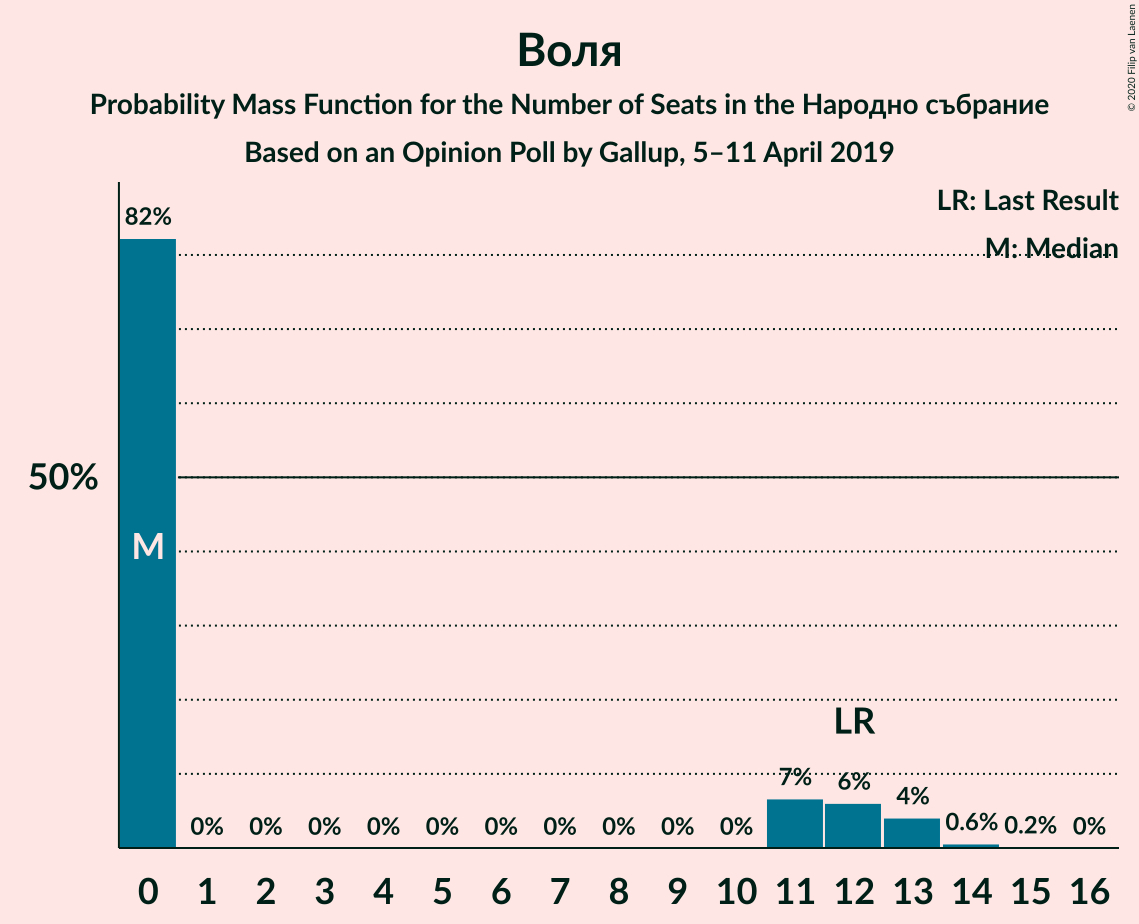 Воля
Probability Mass Function for the Number of Seats in the Народно събрание
Based on an Opinion Poll by Gallup, 5–11 April 2019
© 2020 Filip van Laenen
LR: Last Result
M: Median
82%
50%
M
LR
0% 0% 0% 0% 0% 0% 0% 0% 0% 0% 7% 6% 4% 0.6% 0.2% 0%
0 1 2 3 4 5 6 7 8 9 10 11 12 13 14 15 16